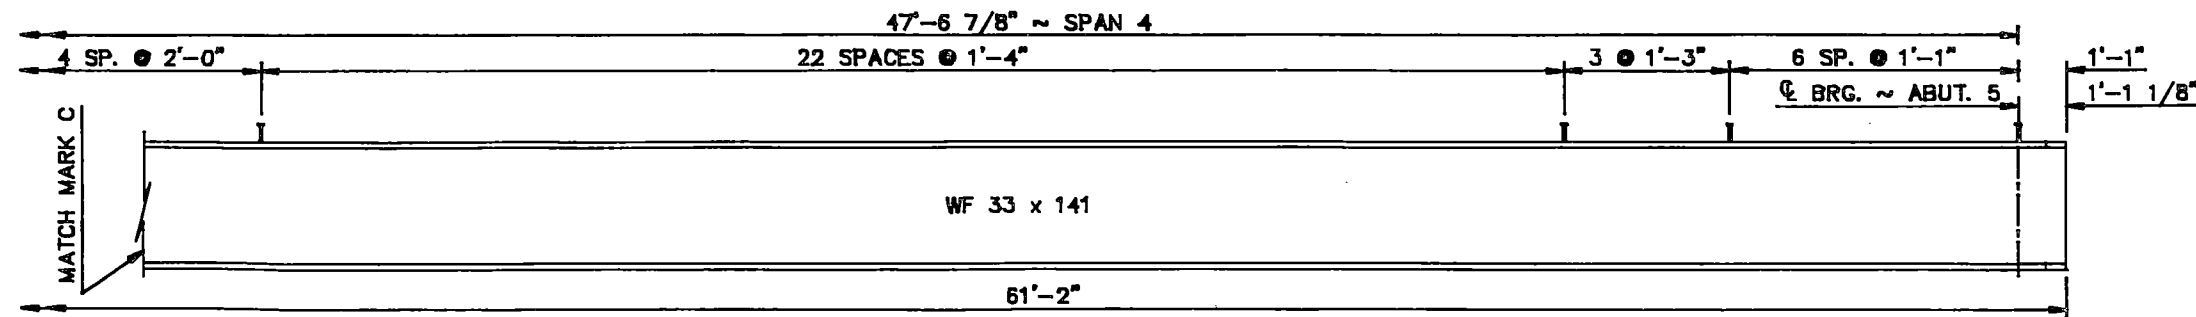 47'-6 7/8" ~ SPAN 4
4 SP. @ 2'-0" 22 SPACES @ 1'-4" 3 @ 1'-3" 6 SP. @ 1'-1" 1'-1"
℄ BRG. ~ ABUT. 5 1'-1 1/8"
MATCH MARK C
WF 33 x 141
61'-2"